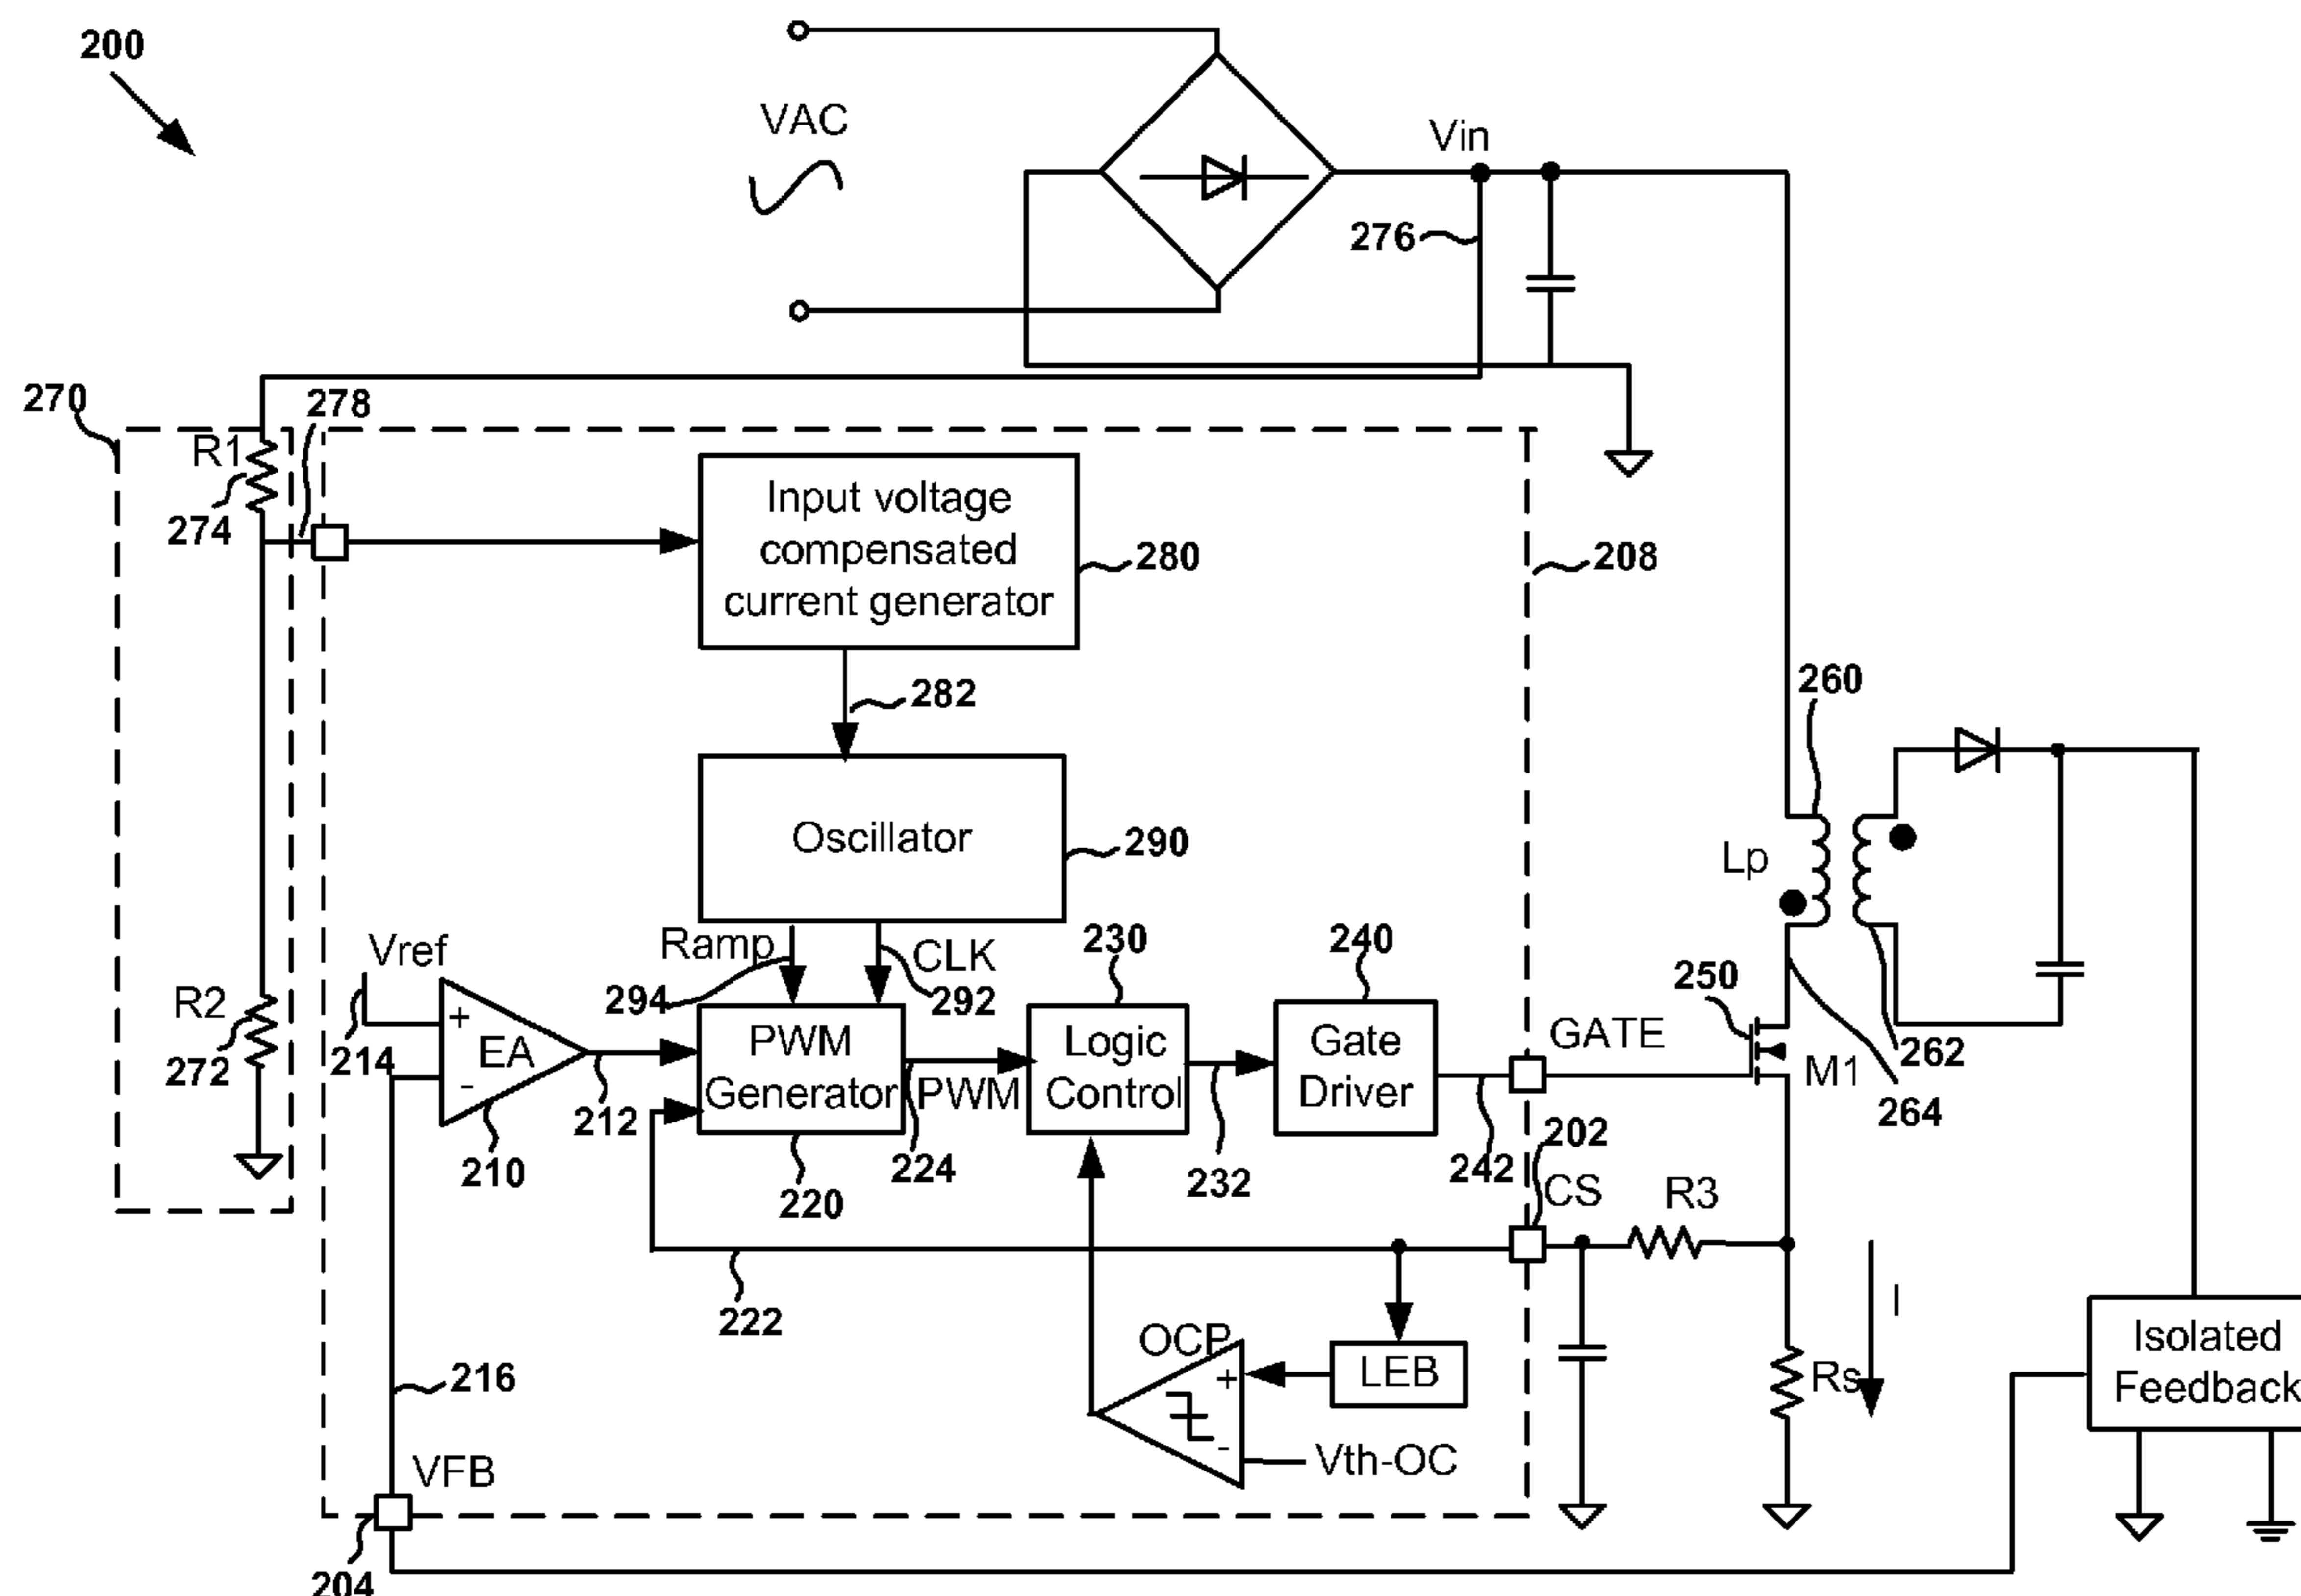 200
VAC
Vin
276
270
278
R1
274
Input voltage
compensated
current generator
280
208
282
260
Oscillator
290
Lp
Vref
Ramp
CLK
230
240
294
292
250
R2
272
214
+
EA
-
210
212
PWM
Generator
220
224
PWM
Logic
Control
232
Gate
Driver
242
GATE
M1
262
264
202
CS
R3
222
I
OCP
+
-
LEB
Rs
Vth-OC
Isolated
Feedback
216
VFB
204